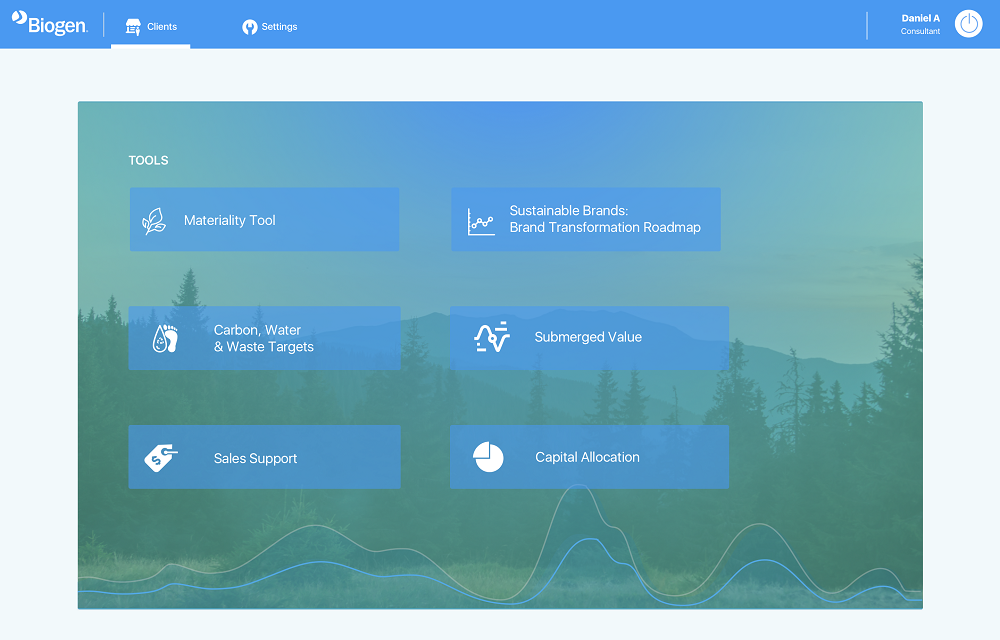 Biogen.
Clients
Settings
Daniel A
Consultant
TOOLS
Materiality Tool
Sustainable Brands:
Brand Transformation Roadmap
Carbon, Water
& Waste Targets
Submerged Value
Sales Support
Capital Allocation